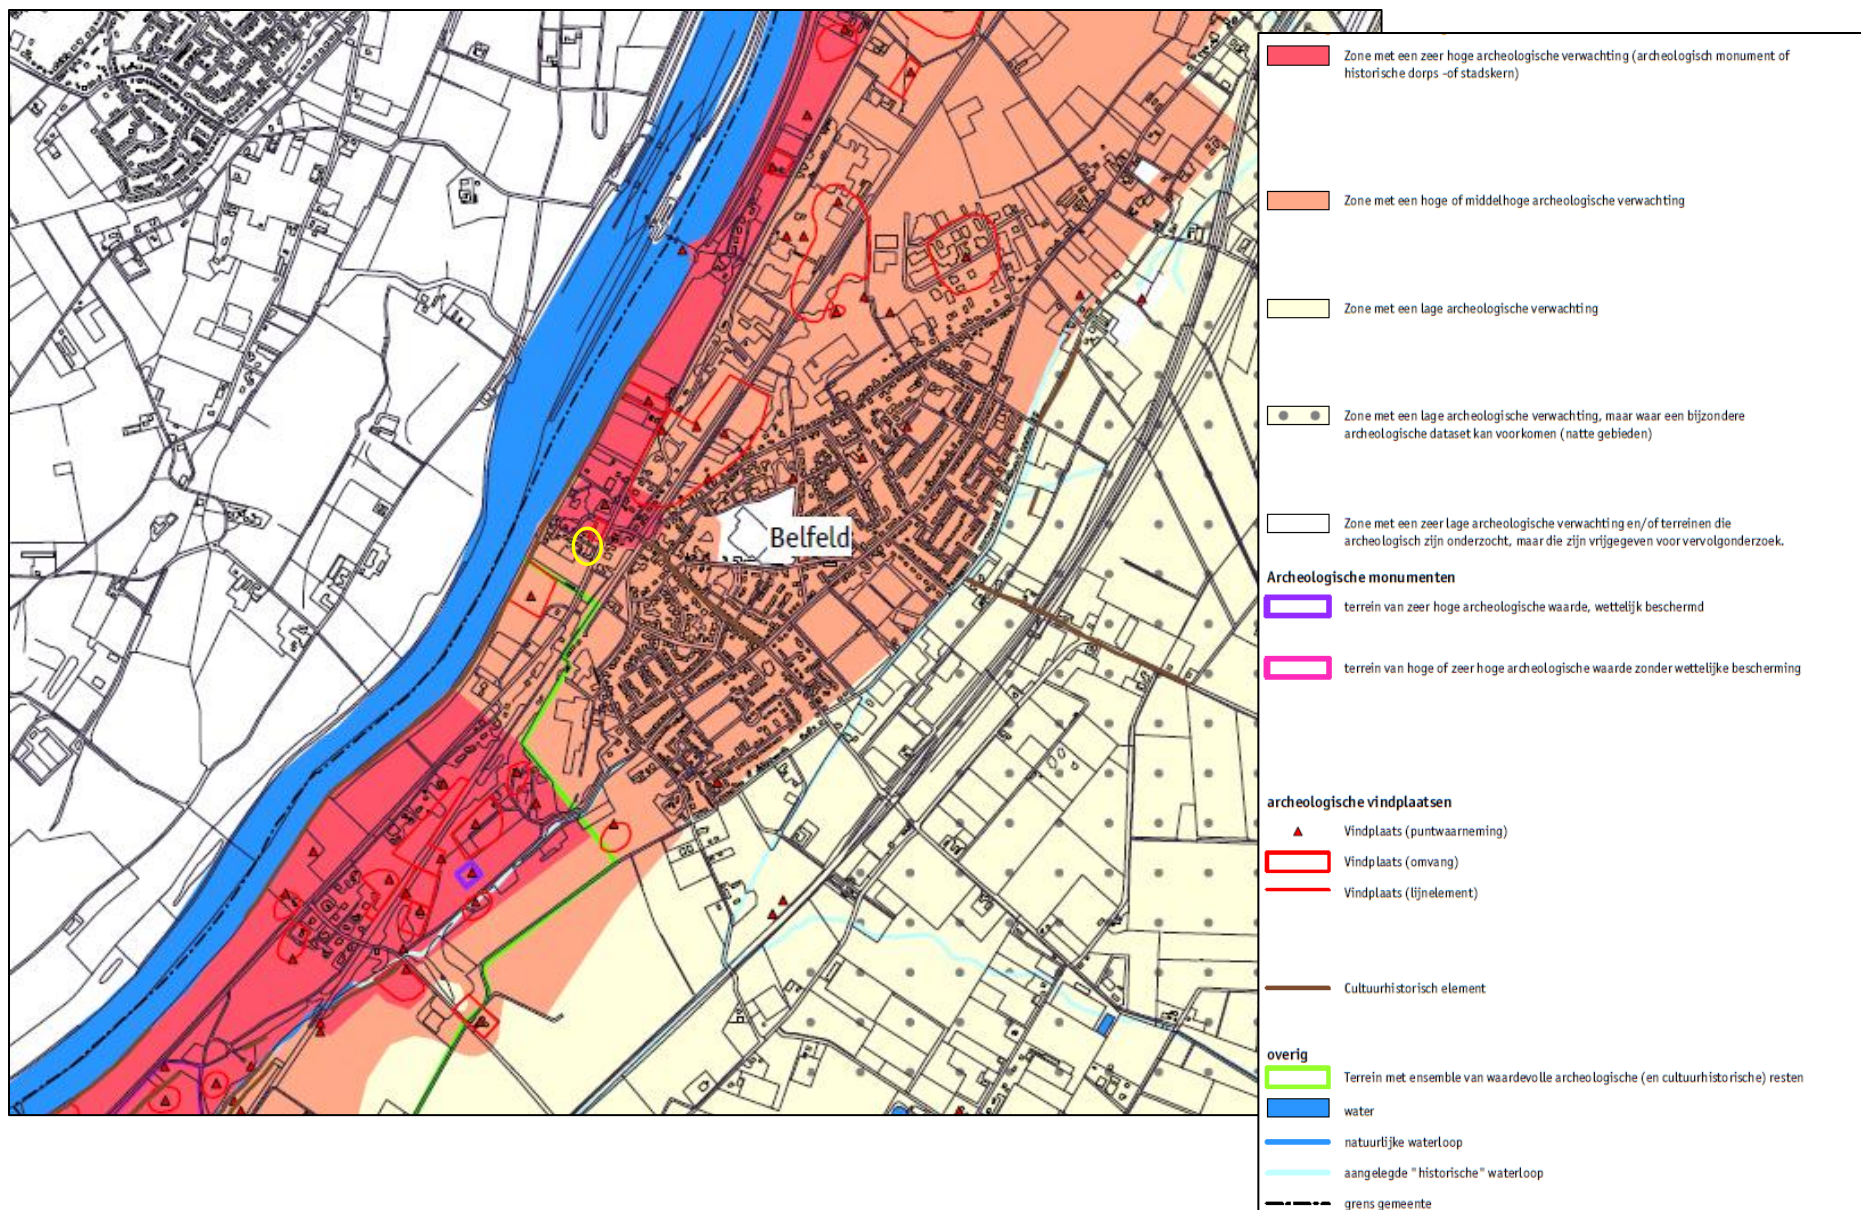 Belfeld
Zone met een zeer hoge archeologische verwachting (archeologisch monument of
historische dorps -of stadskern)
Zone met een hoge of middelhoge archeologische verwachting
Zone met een lage archeologische verwachting
Zone met een lage archeologische verwachting, maar waar een bijzondere
archeologische dataset kan voorkomen (natte gebieden)
Zone met een zeer lage archeologische verwachting en/of terreinen die
archeologisch zijn onderzocht, maar die zijn vrijgegeven voor vervolgonderzoek.
Archeologische monumenten
terrein van zeer hoge archeologische waarde, wettelijk beschermd
terrein van hoge of zeer hoge archeologische waarde zonder wettelijke bescherming
archeologische vindplaatsen
Vindplaats (puntwaarneming)
Vindplaats (omvang)
Vindplaats (lijnelement)
Cultuurhistorisch element
overig
Terrein met ensemble van waardevolle archeologische (en cultuurhistorische) resten
water
natuurlijke waterloop
aangelegde "historische" waterloop
grens gemeente